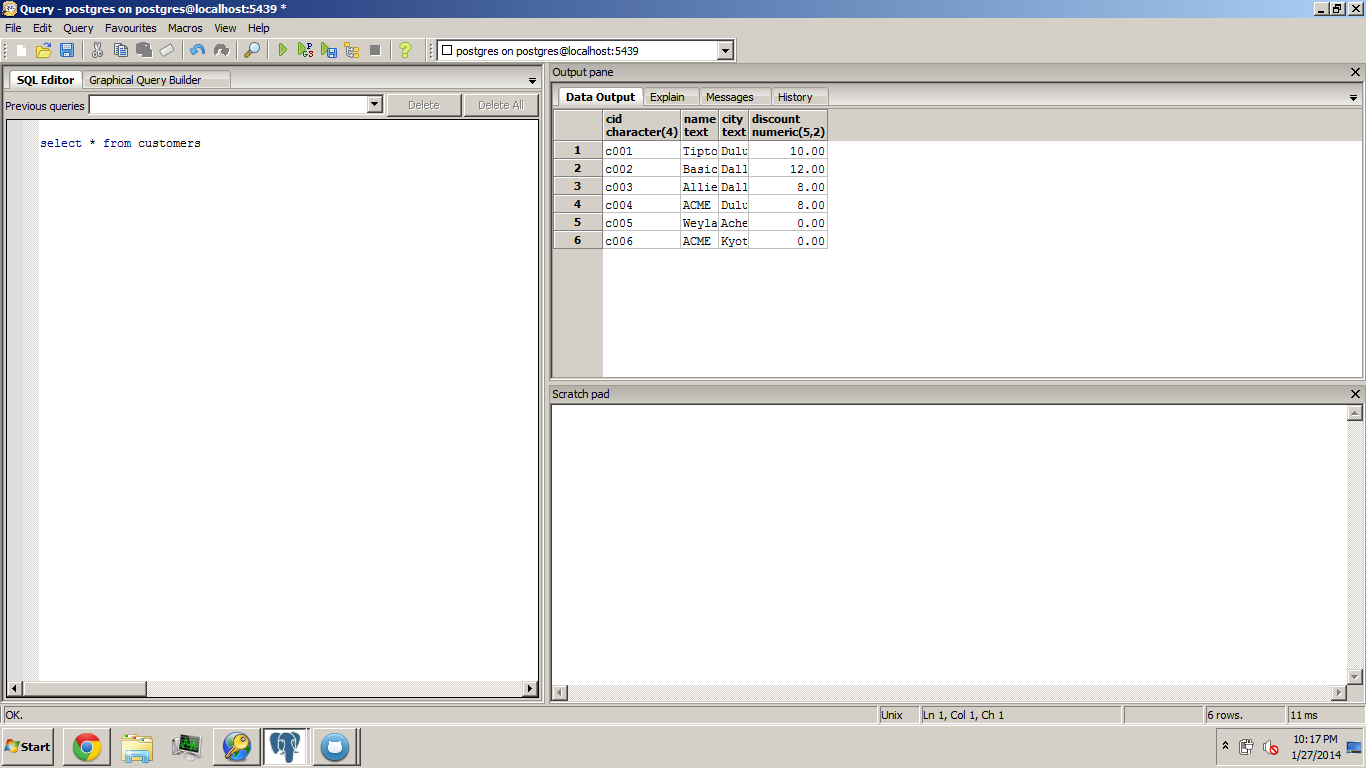 Query - postgres on postgres@localhost:5439 *
File Edit Query Favourites Macros View Help
postgres on postgres@localhost:5439
SQL Editor Graphical Query Builder
Previous queries Delete Delete All
select * from customers
Output pane
Data Output Explain Messages History
cid name city discount
character(4) text text numeric(5,2)
1 c001 Tipto Dulu 10.00
2 c002 Basic Dall 12.00
3 c003 Allie Dall 8.00
4 c004 ACME Dulu 8.00
5 c005 Weyla Ache 0.00
6 c006 ACME Kyot 0.00
Scratch pad
OK. Unix Ln 1, Col 1, Ch 1 6 rows. 11 ms
Start
10:17 PM
1/27/2014